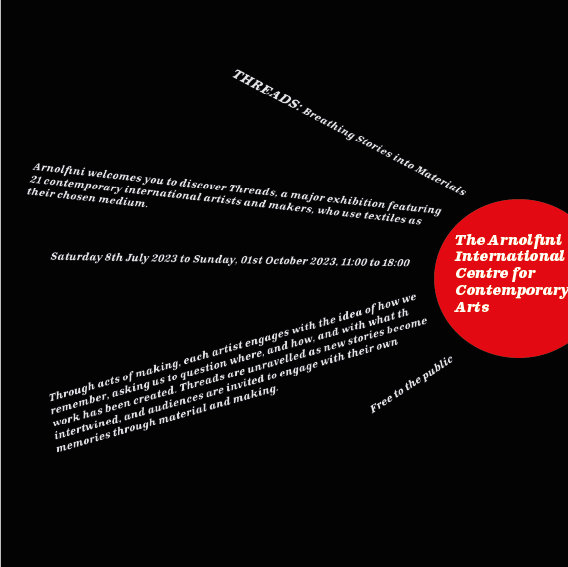 THREADS: Breathing Stories into Materials
Arnolfini welcomes you to discover Threads, a major exhibition featuring
21 contemporary international artists and makers, who use textiles as
their chosen medium.
Saturday 8th July 2023 to Sunday, 01st October 2023, 11:00 to 18:00
The Arnolfini
International
Centre for
Contemporary
Arts
Through acts of making, each artist engages with the idea of how we
remember, asking us to question where, and how, and with what th
work has been created. Threads are unravelled as new stories become
intertwined, and audiences are invited to engage with their own
memories through material and making.
Free to the public